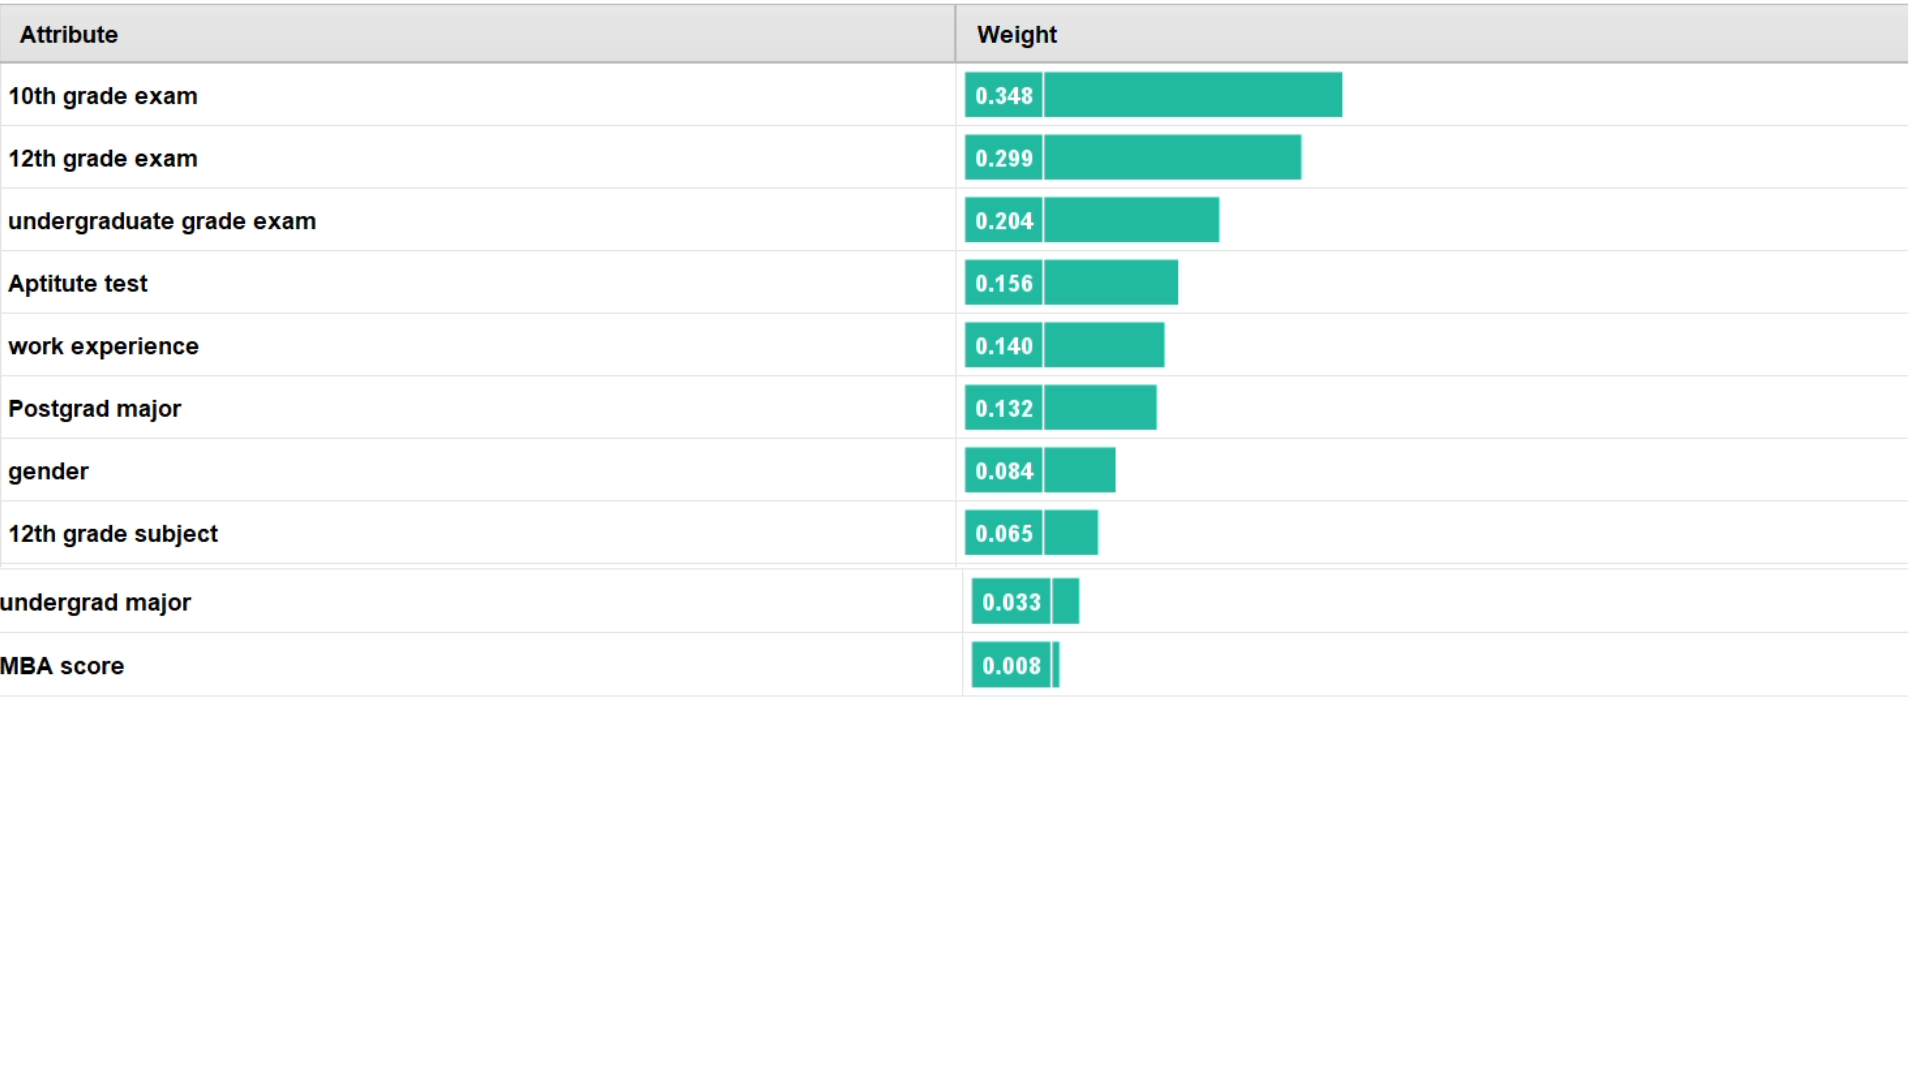 Attribute Weight
10th grade exam 0.348
12th grade exam 0.299
undergraduate grade exam 0.204
Aptitute test 0.156
work experience 0.140
Postgrad major 0.132
gender 0.084
12th grade subject 0.065
undergrad major 0.033
MBA score 0.008